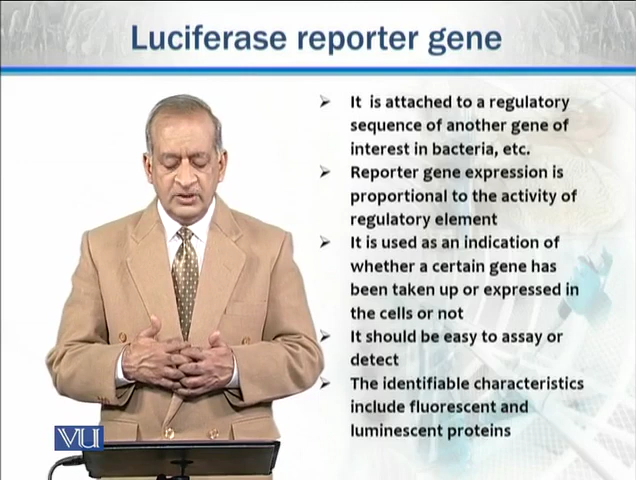 Luciferase reporter gene
➤ It is attached to a regulatory
sequence of another gene of
interest in bacteria, etc.
➤ Reporter gene expression is
proportional to the activity of
regulatory element
➤ It is used as an indication of
whether a certain gene has
been taken up or expressed in
the cells or not
➤ It should be easy to assay or
detect
➤ The identifiable characteristics
include fluorescent and
luminescent proteins
VU